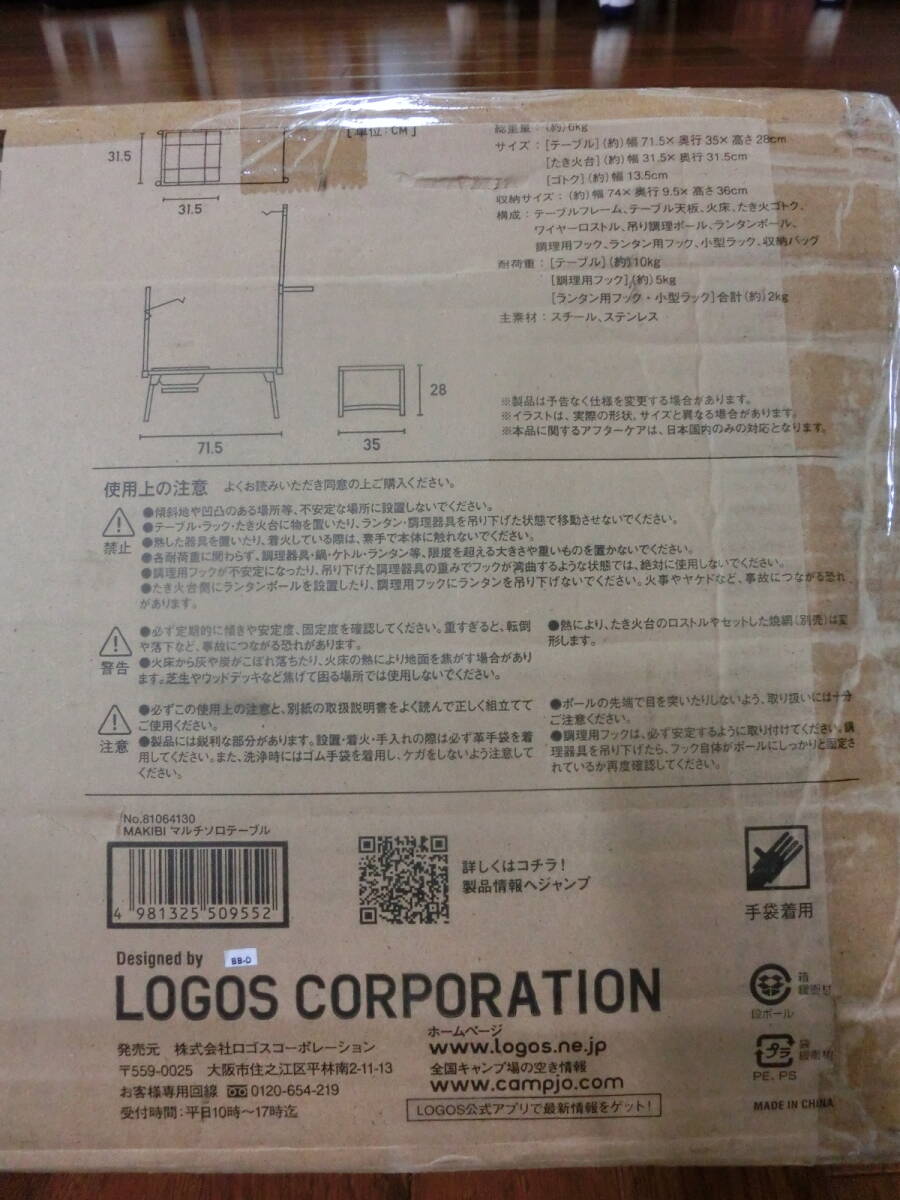 [単位：CM]
31.5
31.5
71.5
35
28
総重量：(約)6kg
サイズ：[テーブル](約)幅 71.5×奥行 35×高さ 28cm
[たき火台](約)幅 31.5×奥行 31.5cm
[ゴトク](約)幅 13.5cm
収納サイズ：(約)幅 74×奥行 9.5×高さ 36cm
構成：テーブルフレーム、テーブル天板、火床、たき火ゴトク、
ワイヤーロストル、吊り調理ポール、ランタンポール、
調理用フック、ランタン用フック、小型ラック、収納バッグ
耐荷重：[テーブル](約)10kg
[調理用フック](約)5kg
[ランタン用フック・小型ラック]合計(約)2kg
主素材：スチール、ステンレス
※製品は予告なく仕様を変更する場合があります。
※イラストは、実際の形状、サイズと異なる場合があります。
※本品に関するアフターケアは、日本国内のみの対応となります。
使用上の注意 よくお読みいただき同意の上ご購入ください。
禁止
●傾斜地や凹凸のある場所等、不安定な場所に設置しないでください。
●テーブル・ラック・たき火台に物を置いたり、ランタン・調理器具を吊り下げた状態で移動させないでください。
●熱した器具を置いたり、着火している際は、素手で本体に触れないでください。
●各耐荷重に関わらず、調理器具・鍋・ケトル・ランタン等、限度を超える大きさや重いものを置かないでください。
●調理用フックが不安定になったり、吊り下げた調理器具の重みでフックが湾曲するような状態では、絶対に使用しないでください。
●たき火台側にランタンポールを設置したり、調理用フックにランタンを吊り下げないでください。火事やヤケドなど、事故につながる恐れ
があります。
警告
●必ず定期的に傾きや安定度、固定度を確認してください。重すぎると、転倒
や落下など、事故につながる恐れがあります。
●火床から灰や炭がこぼれ落ちたり、火床の熱により地面を焦がす場合があり
ます。芝生やウッドデッキなど焦げて困る場所では使用しないでください。
●熱により、たき火台のロストルやセットした焼網(別売)は変
形します。
注意
●必ずこの使用上の注意と、別紙の取扱説明書をよく読んで正しく組立てて
ご使用ください。
●製品には鋭利な部分があります。設置・着火・手入れの際は必ず革手袋を着
用してください。また、洗浄時にはゴム手袋を着用し、ケガをしないよう注意して
ください。
●ポールの先端で目を突いたりしないよう、取り扱いには十分
ご注意ください。
●調理用フックは、必ず安定するように取り付けてください。調
理器具を吊り下げたら、フック自体がポールにしっかりと固定さ
れているか再度確認してください。
No.81064130
MAKIBI マルチソロテーブル
4 981325 509552
詳しくはコチラ！
製品情報へジャンプ
手袋着用
Designed by
BB-D
LOGOS CORPORATION
発売元 株式会社ロゴスコーポレーション
〒559-0025 大阪市住之江区平林南2-11-13
お客様専用回線 0120-654-219
受付時間：平日10時～17時迄
ホームページ
www.logos.ne.jp
全国キャンプ場の空き情報
www.campjo.com
LOGOS公式アプリで最新情報をゲット！
箱
緩衝材
段ボール
プラ
袋
緩衝材
PE, PS
MADE IN CHINA